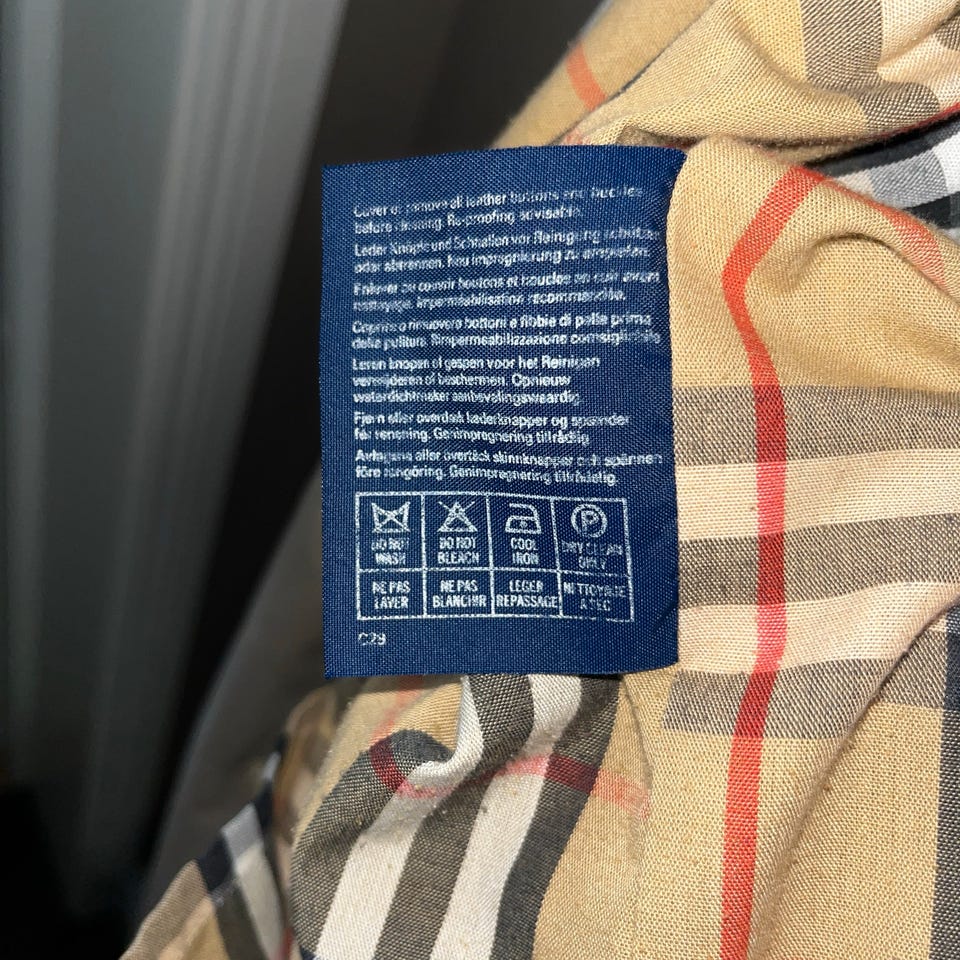 Cover or remove all leather buttons and buckles
before cleaning. Re-proofing advisable.
Leder Knöpfe und Schnallen vor Reinigung schützen
oder abtrennen. Neu Imprägnierung zu empfehlen.
Enlever ou couvrir boutons et boucles en cuir avant
nettoyage. Imperméabilisation recommandée.
Coprire o rimuovere bottoni e fibbie di pelle prima
della pulitura. Rimpermeabilizzazione consigliabile
Leren knopen of gespen voor het Reinigen
verwijderen of beschermen. Opnieuw
waterdichtmaken aanbevelingswaardig.
Fjern eller overdæk læderknapper og spænder
før rensning. Genimprægnering tilrådig
Avlägsna eller övertäck skinnknappar och spännen
före rengöring. Genimpregnering
DO NOT WASH
DO NOT BLEACH
COOL IRON
P
DRY CLEAN ONLY
NE PAS LAVER
NE PAS BLANCHIR
LEGER REPASSAGE
NETTOYAGE A SEC
C29